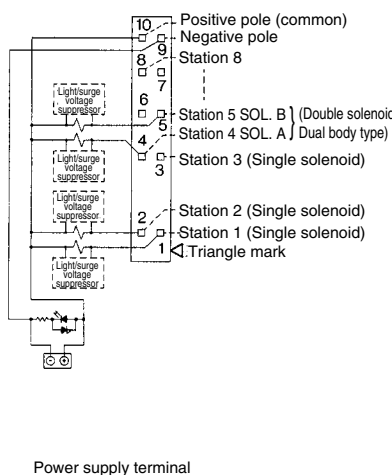 10 Positive pole (common)
9 Negative pole
8 Station 8
7
Light/surge voltage suppressor
6
5 Station 5 SOL. B (Double solenoid
4 Station 4 SOL. A Dual body type)
Light/surge voltage suppressor
3 Station 3 (Single solenoid)
Light/surge voltage suppressor
2 Station 2 (Single solenoid)
1 Station 1 (Single solenoid)
Triangle mark
Light/surge voltage suppressor
Power supply terminal